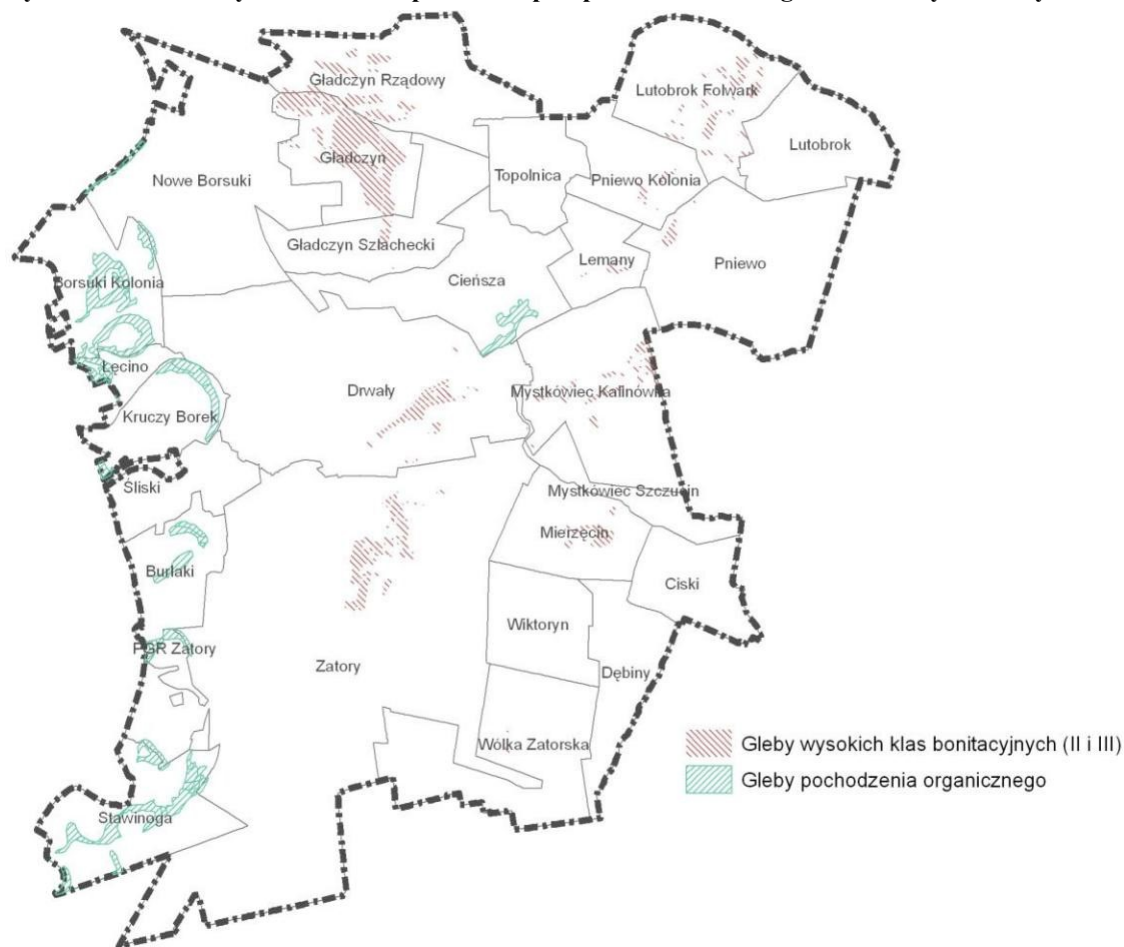 Gładczyn Rządowy
Lutobrok Folwark
Lutobrok
Gładczyn
Topolnica
Nowe Borsuki
Pniewo Kolonia
Gładczyn Szlachecki
Lemany
Pniewo
Cieńsza
Borsuki Kolonia
Łęcino
Drwały
Mystkówiec Kalinówka
Kruczy Borek
Śliski
Mystkówiec Szczucin
Mierzęcin
Burlaki
Ciski
Wiktoryn
PGR Zatory
Zatory
Dębiny
Wólka Zatorska
Gleby wysokich klas bonitacyjnych (II i III)
Gleby pochodzenia organicznego
Stawinoga